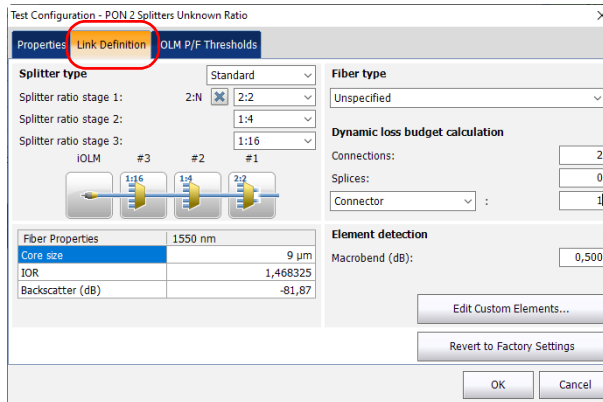 Test Configuration - PON 2 Splitters Unknown Ratio
Properties Link Definition iOLM P/F Thresholds
Splitter type Standard
Splitter ratio stage 1: 2:N 2:2
Splitter ratio stage 2: 1:4
Splitter ratio stage 3: 1:16
iOLM #3 #2 #1
1:16 1:4 2:2
Fiber Properties 1550 nm
Core size 9 µm
IOR 1,468325
Backscatter (dB) -81,87
Fiber type
Unspecified
Dynamic loss budget calculation
Connections: 2
Splices: 0
Connector : 1
Element detection
Macrobend (dB): 0,500
Edit Custom Elements...
Revert to Factory Settings
OK Cancel